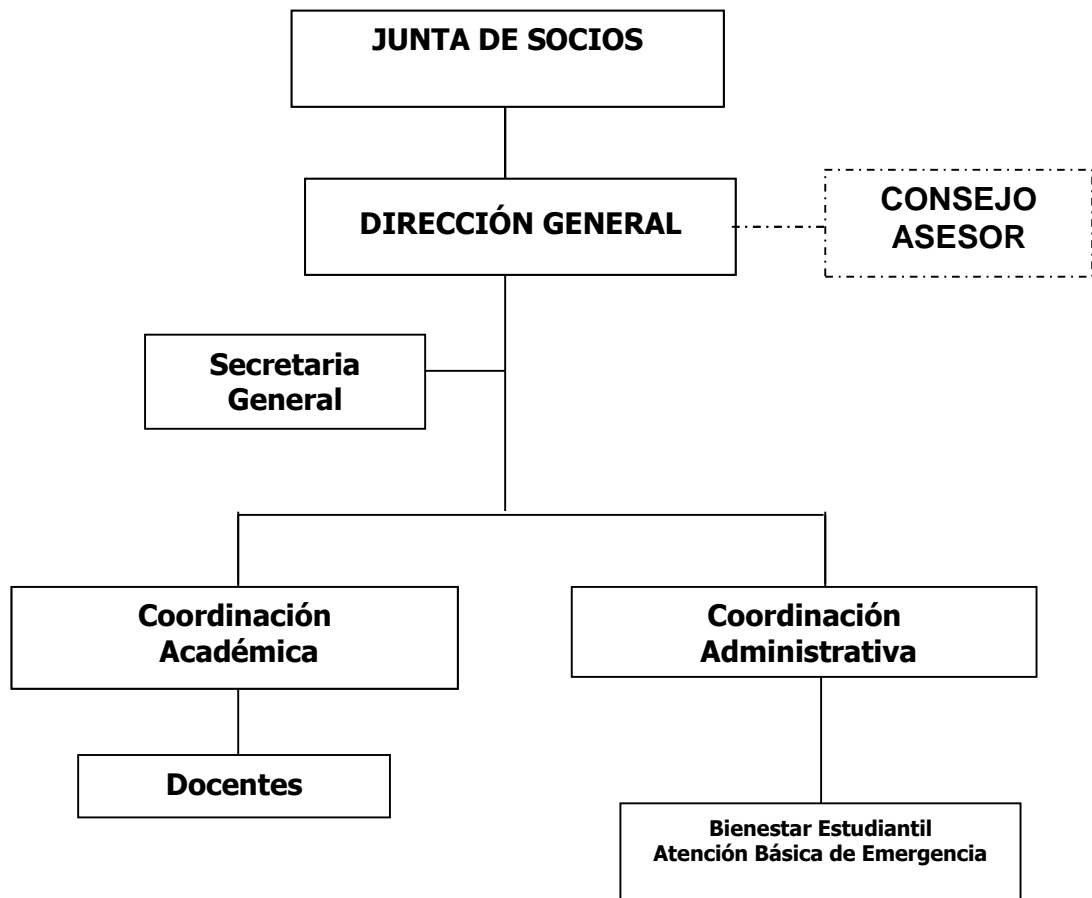 JUNTA DE SOCIOS
DIRECCIÓN GENERAL
CONSEJO
ASESOR
Secretaria
General
Coordinación
Académica
Coordinación
Administrativa
Docentes
Bienestar Estudiantil
Atención Básica de Emergencia